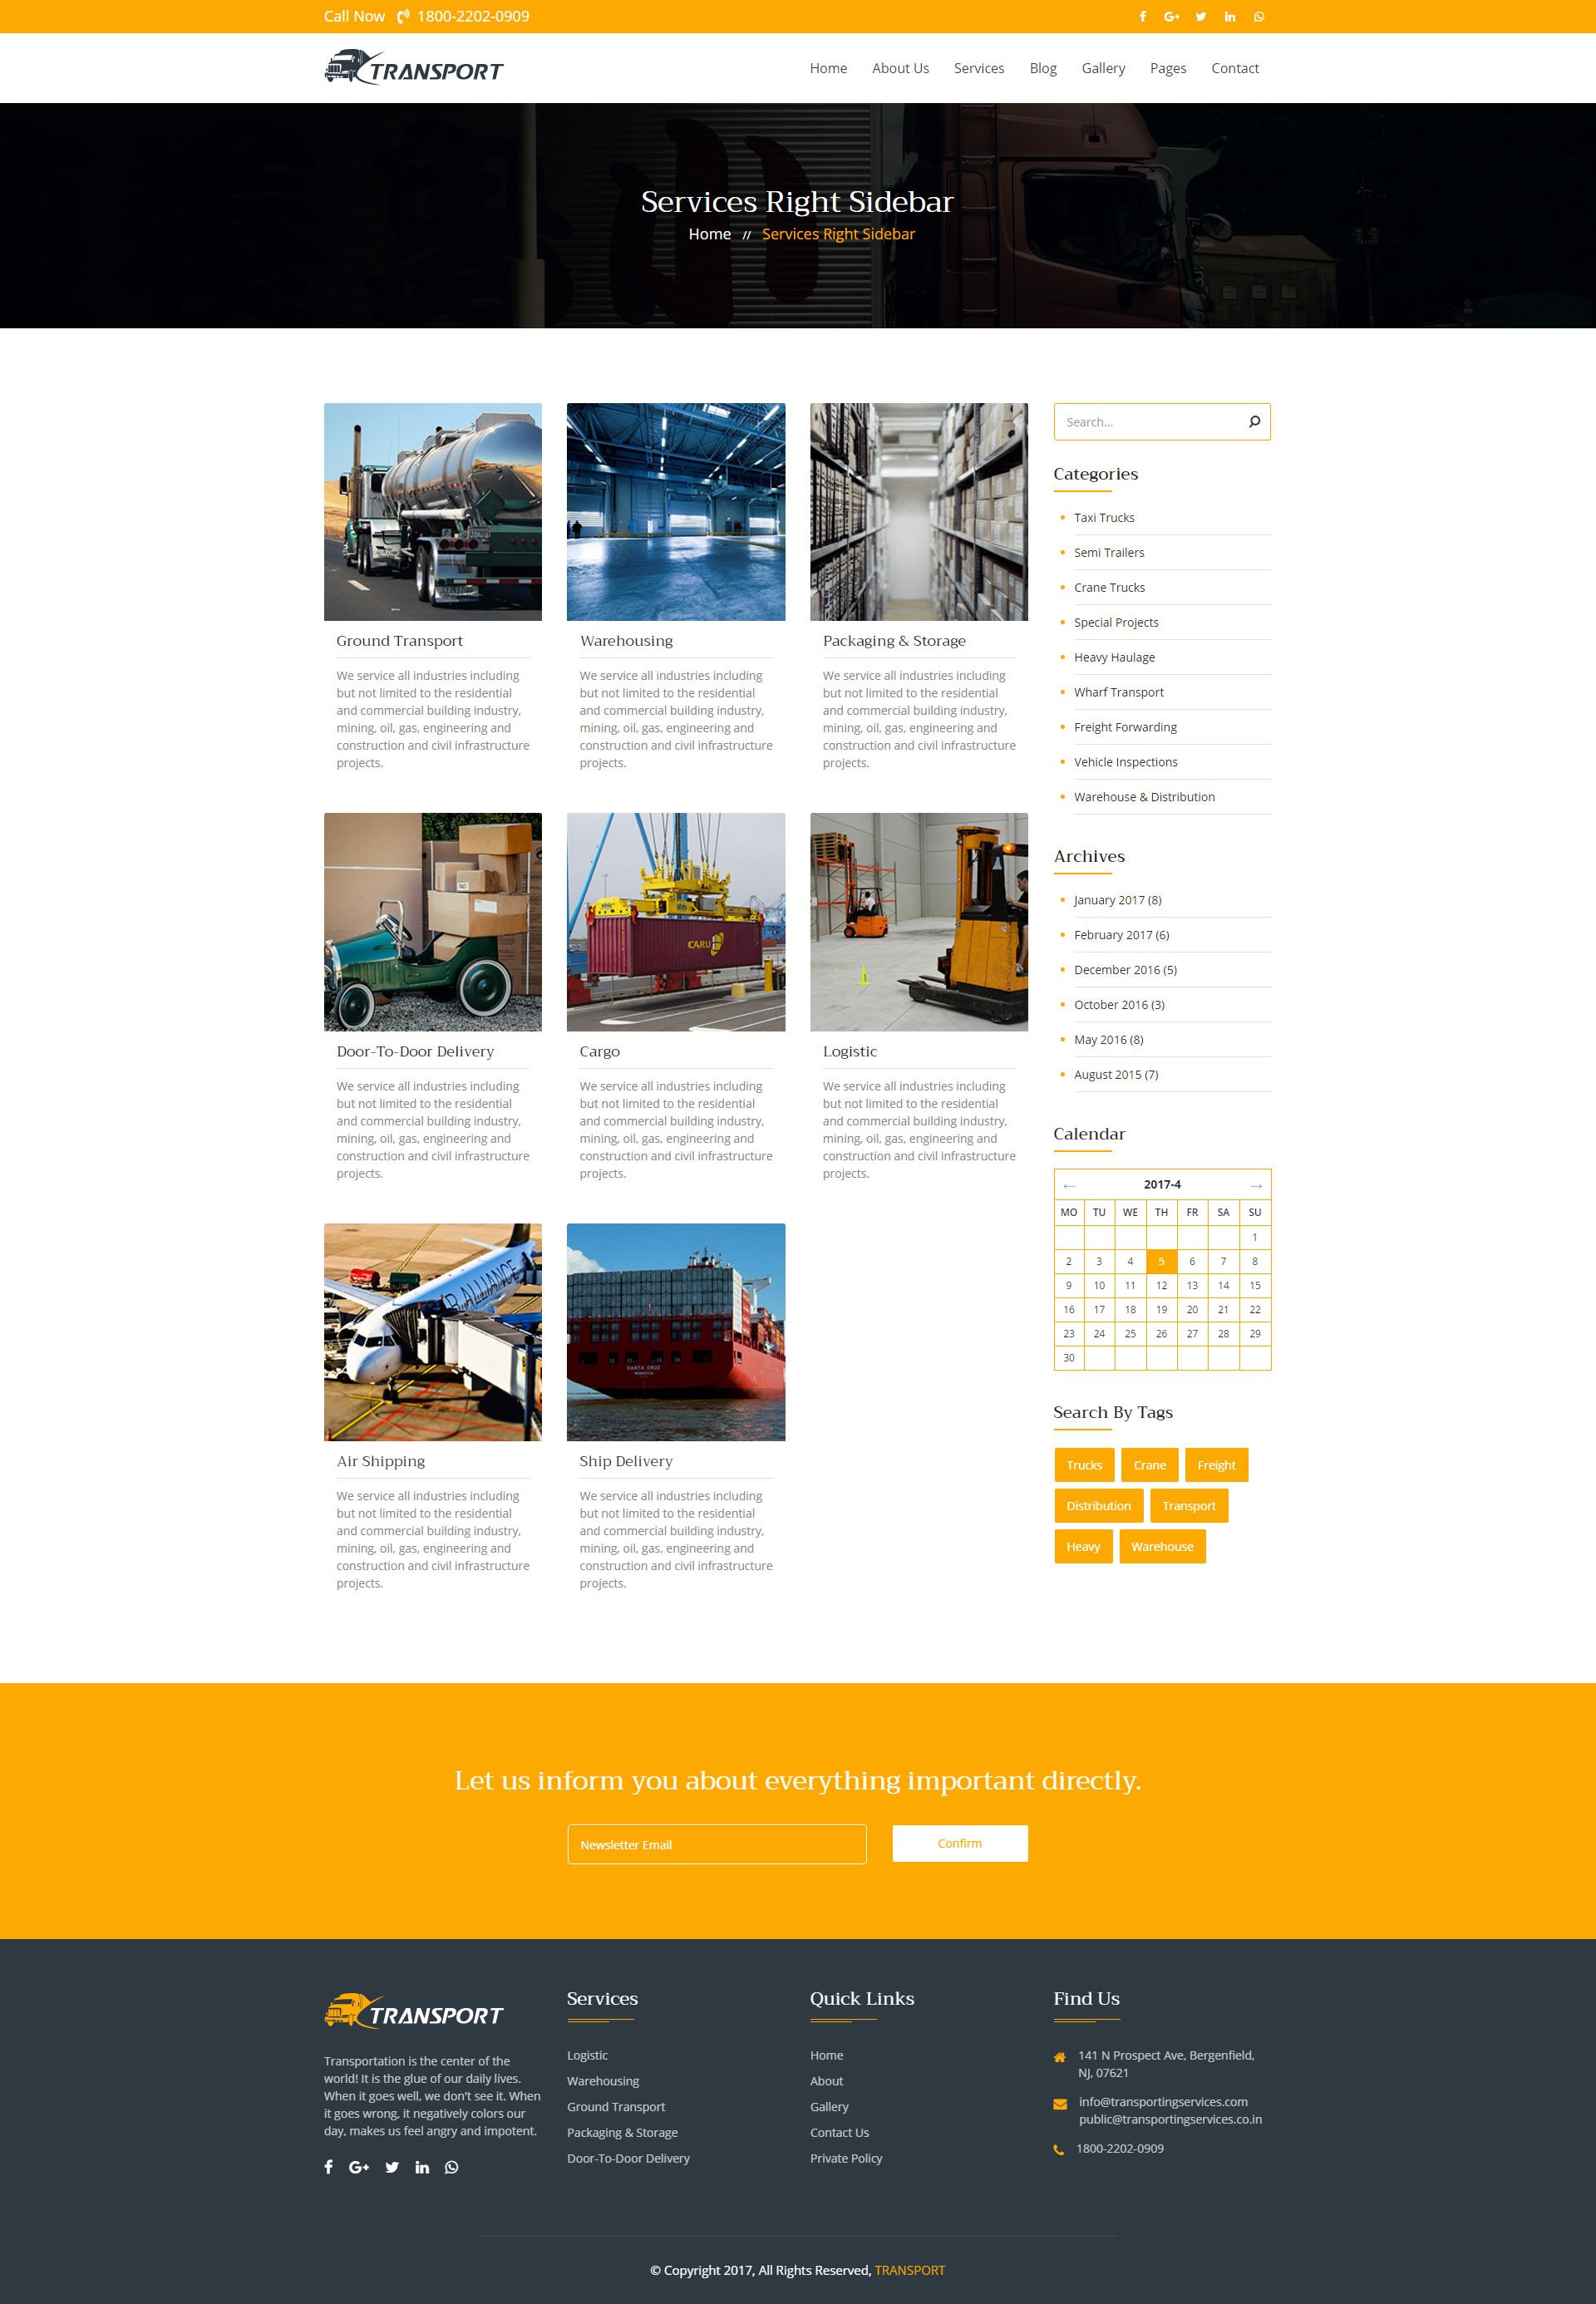 Call Now 1800-2202-0909
TRANSPORT
Home About Us Services Blog Gallery Pages Contact
Services Right Sidebar
Home // Services Right Sidebar
Ground Transport
We service all industries including
but not limited to the residential
and commercial building industry,
mining, oil, gas, engineering and
construction and civil infrastructure
projects.
Warehousing
We service all industries including
but not limited to the residential
and commercial building industry,
mining, oil, gas, engineering and
construction and civil infrastructure
projects.
Packaging & Storage
We service all industries including
but not limited to the residential
and commercial building industry,
mining, oil, gas, engineering and
construction and civil infrastructure
projects.
Door-To-Door Delivery
We service all industries including
but not limited to the residential
and commercial building industry,
mining, oil, gas, engineering and
construction and civil infrastructure
projects.
CARU
Cargo
We service all industries including
but not limited to the residential
and commercial building industry,
mining, oil, gas, engineering and
construction and civil infrastructure
projects.
Logistic
We service all industries including
but not limited to the residential
and commercial building industry,
mining, oil, gas, engineering and
construction and civil infrastructure
projects.
R ALLIANCE
Air Shipping
We service all industries including
but not limited to the residential
and commercial building industry,
mining, oil, gas, engineering and
construction and civil infrastructure
projects.
SANTA CRUZ
Ship Delivery
We service all industries including
but not limited to the residential
and commercial building industry,
mining, oil, gas, engineering and
construction and civil infrastructure
projects.
Search...
Categories
Taxi Trucks
Semi Trailers
Crane Trucks
Special Projects
Heavy Haulage
Wharf Transport
Freight Forwarding
Vehicle Inspections
Warehouse & Distribution
Archives
January 2017 (8)
February 2017 (6)
December 2016 (5)
October 2016 (3)
May 2016 (8)
August 2015 (7)
Calendar
← 2017-4 →
MO TU WE TH FR SA SU
1
2 3 4 5 6 7 8
9 10 11 12 13 14 15
16 17 18 19 20 21 22
23 24 25 26 27 28 29
30
Search By Tags
Trucks Crane Freight
Distribution Transport
Heavy Warehouse
Let us inform you about everything important directly.
Newsletter Email Confirm
TRANSPORT
Transportation is the center of the
world! It is the glue of our daily lives.
When it goes well, we don't see it. When
it goes wrong, it negatively colors our
day, makes us feel angry and impotent.
Services
Logistic
Warehousing
Ground Transport
Packaging & Storage
Door-To-Door Delivery
Quick Links
Home
About
Gallery
Contact Us
Private Policy
Find Us
141 N Prospect Ave, Bergenfield,
NJ, 07621
info@transportingservices.com
public@transportingservices.co.in
1800-2202-0909
© Copyright 2017, All Rights Reserved, TRANSPORT